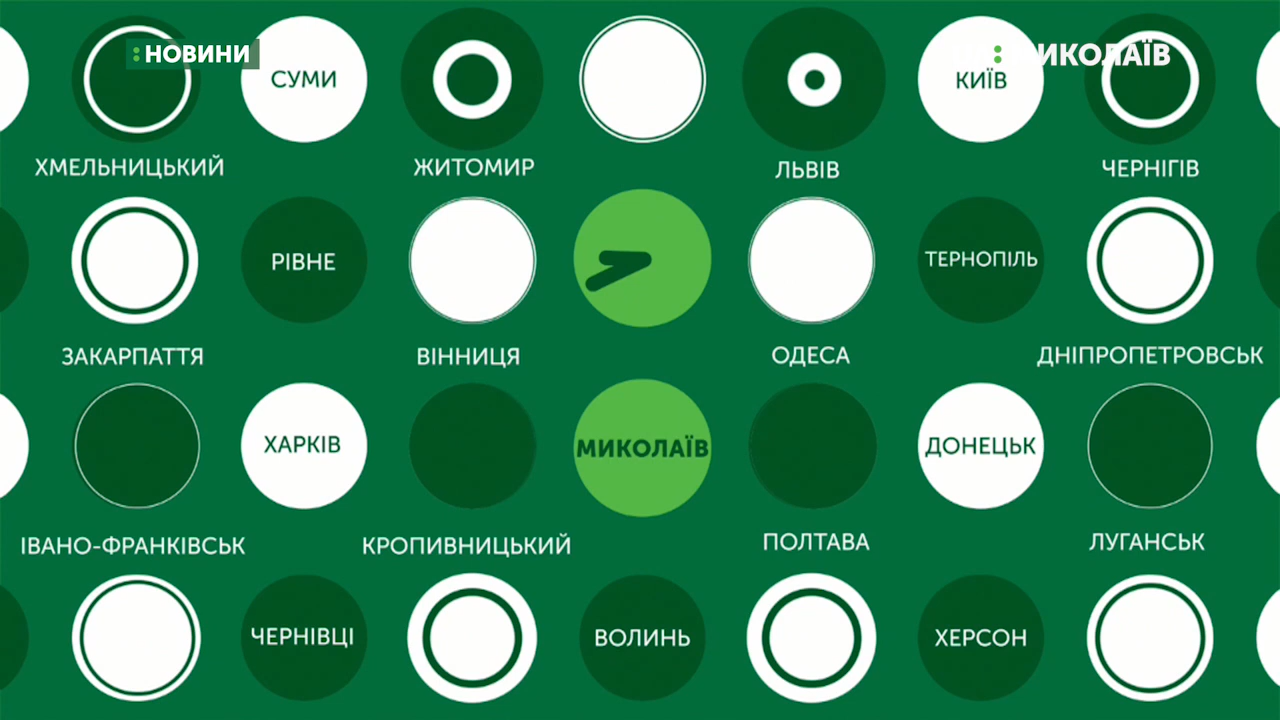 : НОВИНИ
: МИКОЛАЇВ
СУМИ
КИЇВ
ХМЕЛЬНИЦЬКИЙ
ЖИТОМИР
ЛЬВІВ
ЧЕРНІГІВ
РІВНЕ
ТЕРНОПІЛЬ
ЗАКАРПАТТЯ
ВІННИЦЯ
ОДЕСА
ДНІПРОПЕТРОВСЬК
ХАРКІВ
МИКОЛАЇВ
ДОНЕЦЬК
ІВАНО-ФРАНКІВСЬК
КРОПИВНИЦЬКИЙ
ПОЛТАВА
ЛУГАНСЬК
ЧЕРНІВЦІ
ВОЛИНЬ
ХЕРСОН